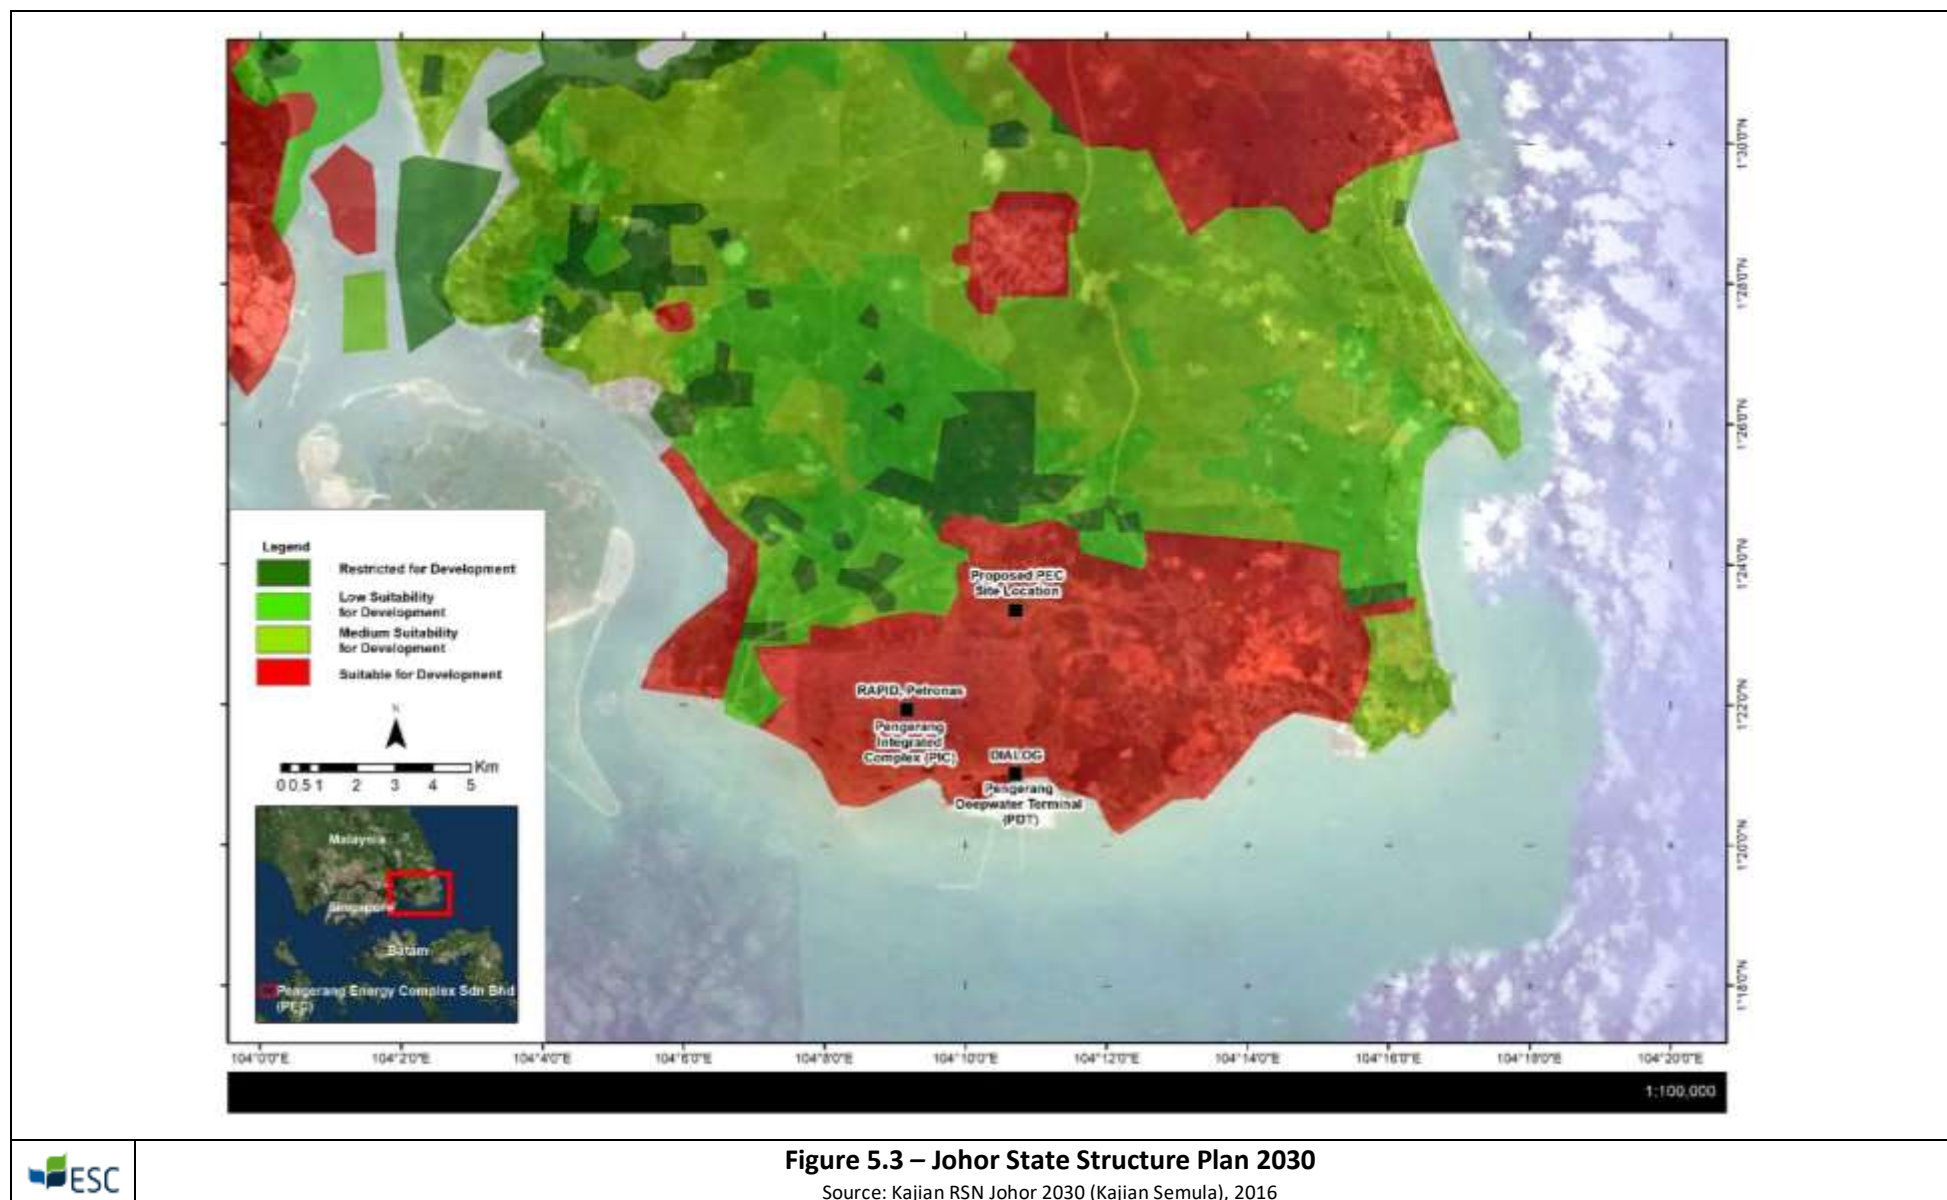 1°30'0"N
1°28'0"N
1°26'0"N
1°24'0"N
1°22'0"N
1°20'0"N
1°18'0"N
Proposed PEC
Site Location
RAPID, Petronas
Pengerang
Integrated
Complex (PIC)
DIALOG
Pengerang
Deepwater Terminal
(PDT)
Legend
Restricted for Development
Low Suitability
for Development
Medium Suitability
for Development
Suitable for Development
N
Km
0 0.5 1 2 3 4 5
Malaysia
Singapore
Batam
Pengerang Energy Complex Sdn Bhd
(PEC)
104°0'0"E 104°2'0"E 104°4'0"E 104°6'0"E 104°8'0"E 104°10'0"E 104°12'0"E 104°14'0"E 104°16'0"E 104°18'0"E 104°20'0"E
1:100,000
ESC
Figure 5.3 – Johor State Structure Plan 2030
Source: Kajian RSN Johor 2030 (Kajian Semula), 2016